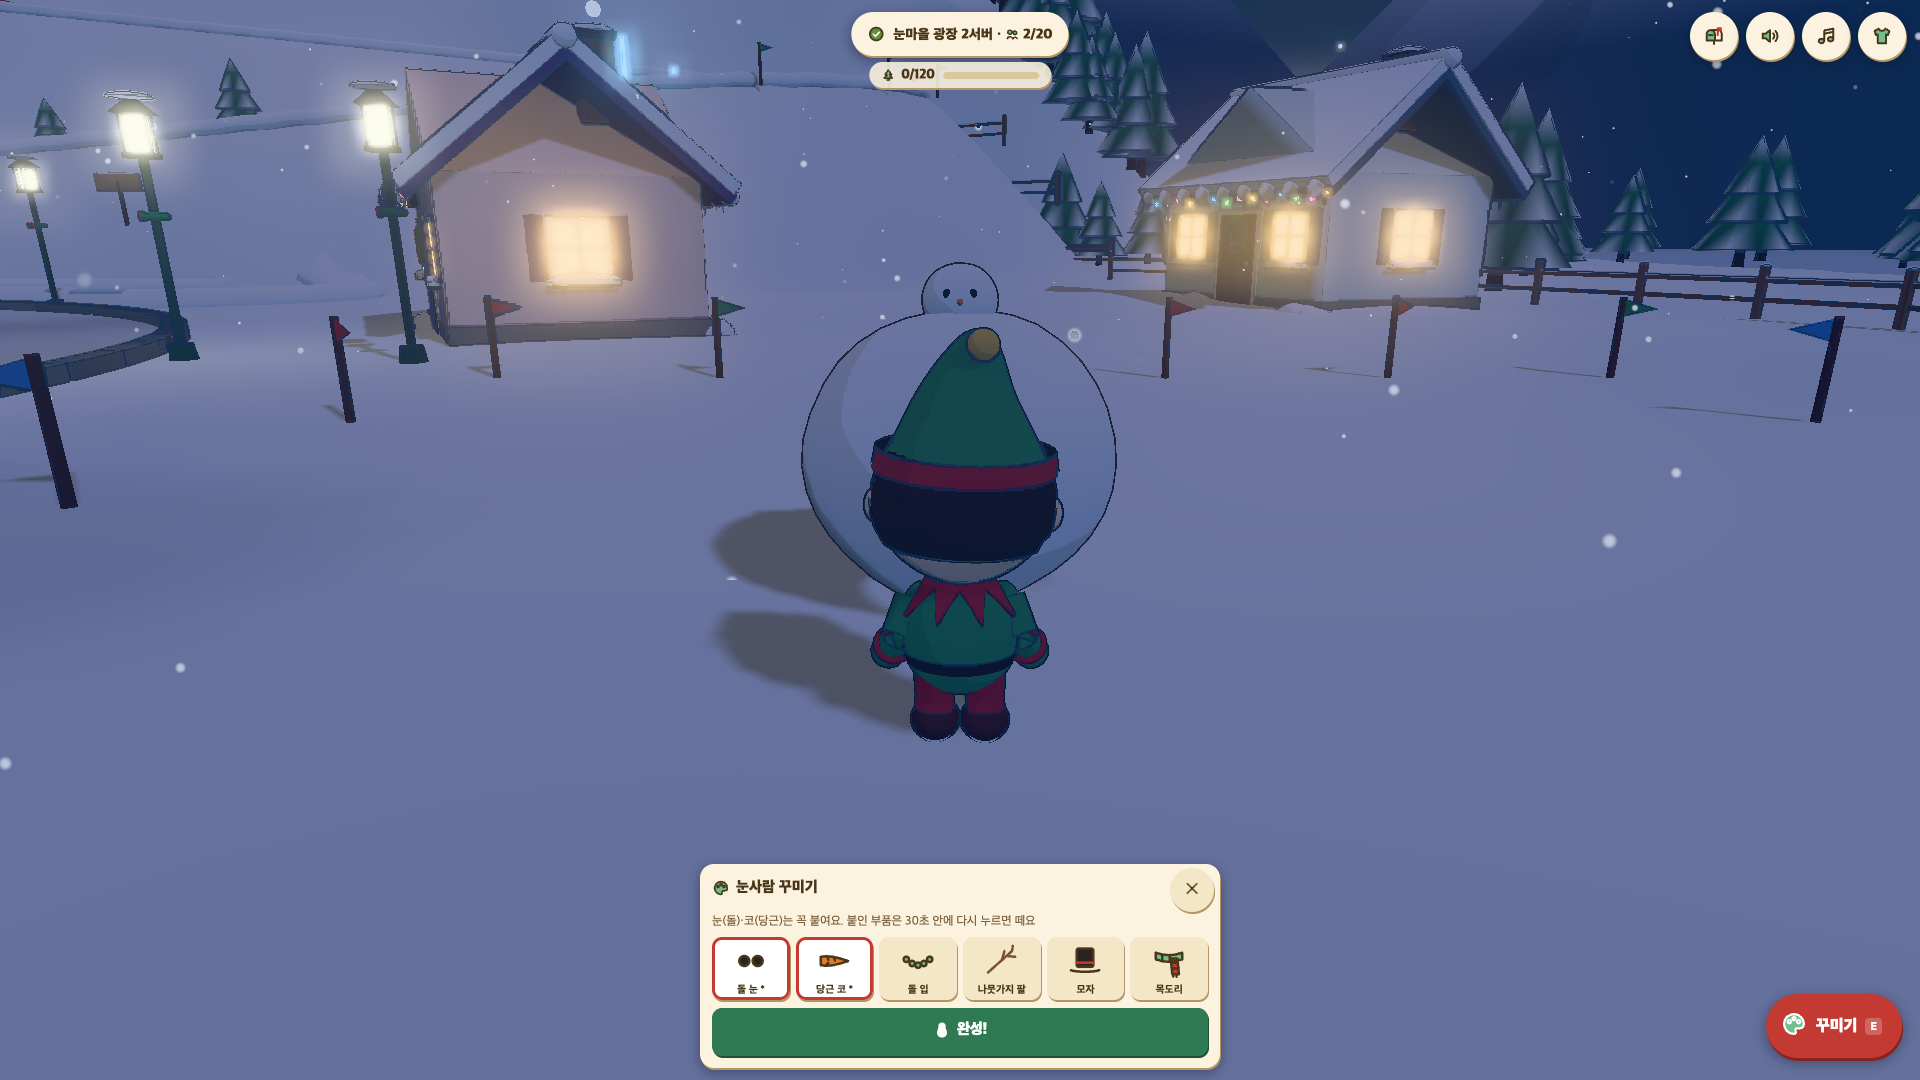 눈마을 광장 2서버 · 2/20
0/120
눈사람 꾸미기
눈(돌)·코(당근)는 꼭 붙여요. 붙인 부품은 30초 안에 다시 누르면 떼요
돌 눈 *
당근 코 *
돌 입
나뭇가지 팔
모자
목도리
완성!
꾸미기 E